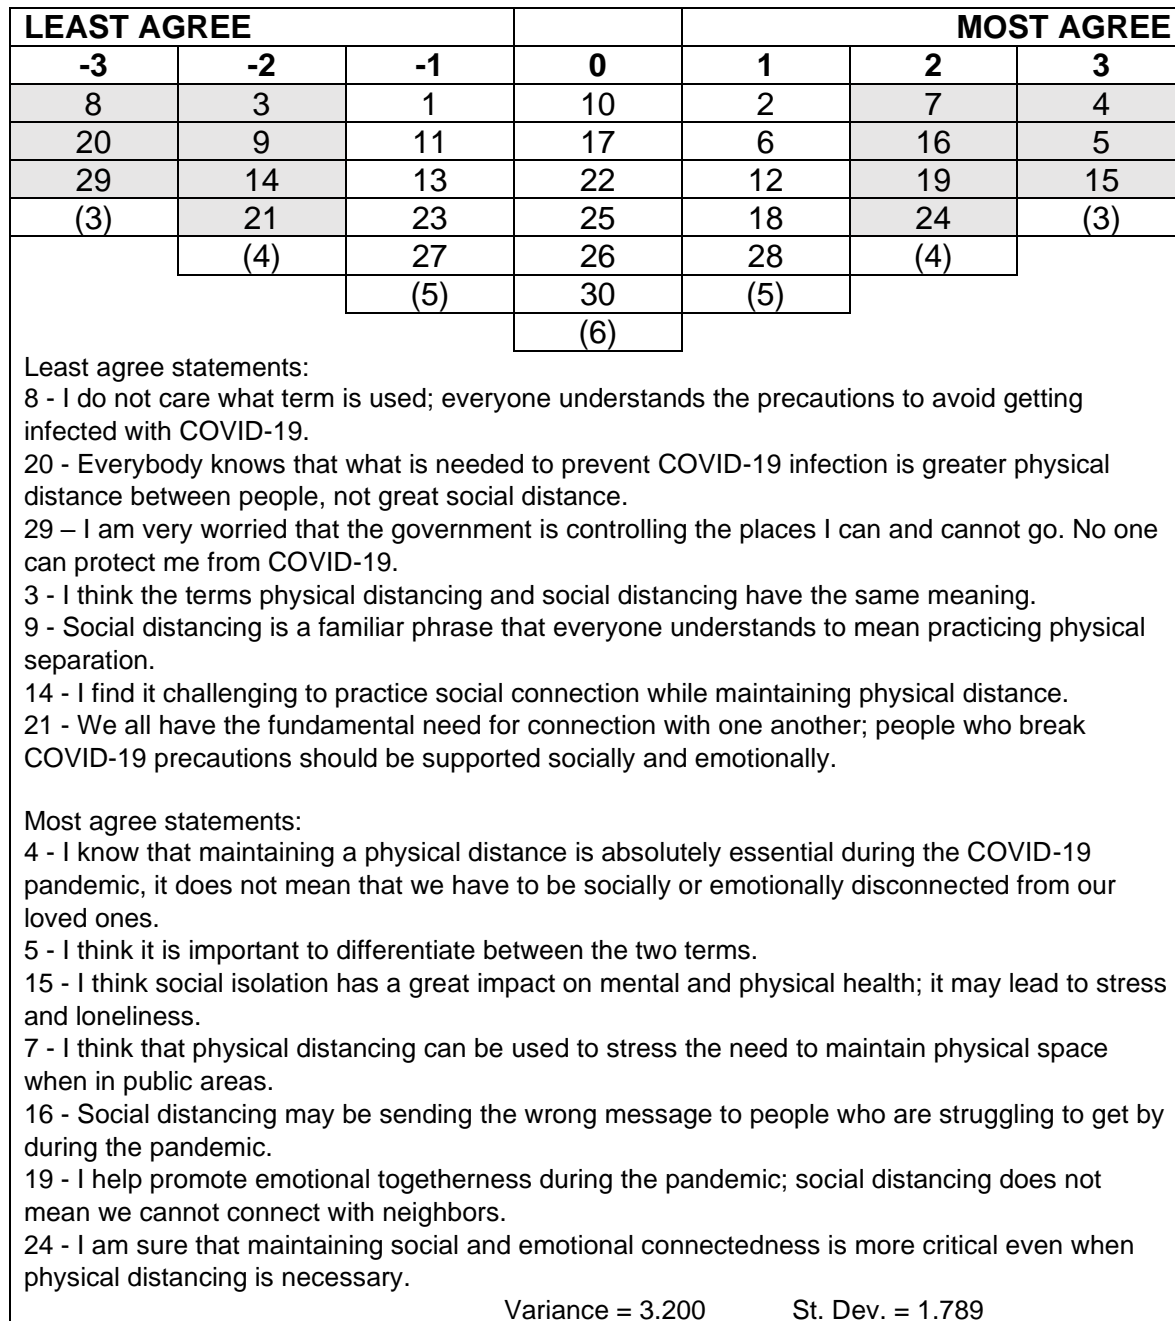 LEAST AGREE MOST AGREE
-3 -2 -1 0 1 2 3
8 3 1 10 2 7 4
20 9 11 17 6 16 5
29 14 13 22 12 19 15
(3) 21 23 25 18 24 (3)
(4) 27 26 28 (4)
(5) 30 (5)
(6)
Least agree statements:
8 - I do not care what term is used; everyone understands the precautions to avoid getting
infected with COVID-19.
20 - Everybody knows that what is needed to prevent COVID-19 infection is greater physical
distance between people, not great social distance.
29 – I am very worried that the government is controlling the places I can and cannot go. No one
can protect me from COVID-19.
3 - I think the terms physical distancing and social distancing have the same meaning.
9 - Social distancing is a familiar phrase that everyone understands to mean practicing physical
separation.
14 - I find it challenging to practice social connection while maintaining physical distance.
21 - We all have the fundamental need for connection with one another; people who break
COVID-19 precautions should be supported socially and emotionally.
Most agree statements:
4 - I know that maintaining a physical distance is absolutely essential during the COVID-19
pandemic, it does not mean that we have to be socially or emotionally disconnected from our
loved ones.
5 - I think it is important to differentiate between the two terms.
15 - I think social isolation has a great impact on mental and physical health; it may lead to stress
and loneliness.
7 - I think that physical distancing can be used to stress the need to maintain physical space
when in public areas.
16 - Social distancing may be sending the wrong message to people who are struggling to get by
during the pandemic.
19 - I help promote emotional togetherness during the pandemic; social distancing does not
mean we cannot connect with neighbors.
24 - I am sure that maintaining social and emotional connectedness is more critical even when
physical distancing is necessary.
Variance = 3.200 St. Dev. = 1.789